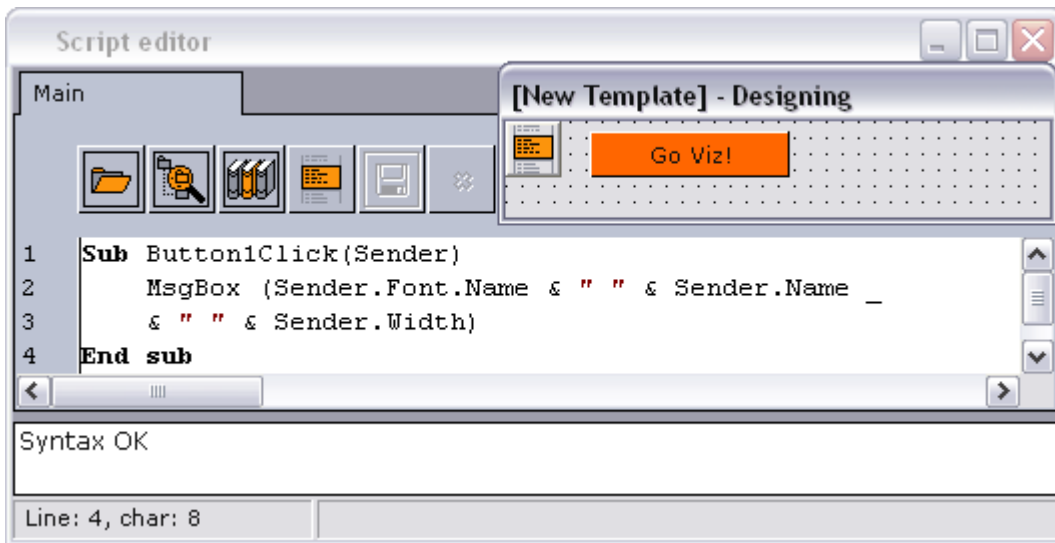 Script editor
Main
[New Template] - Designing
Go Viz!
1 Sub Button1Click(Sender)
2 MsgBox (Sender.Font.Name & " " & Sender.Name _
3 & " " & Sender.Width)
4 End sub
Syntax OK
Line: 4, char: 8